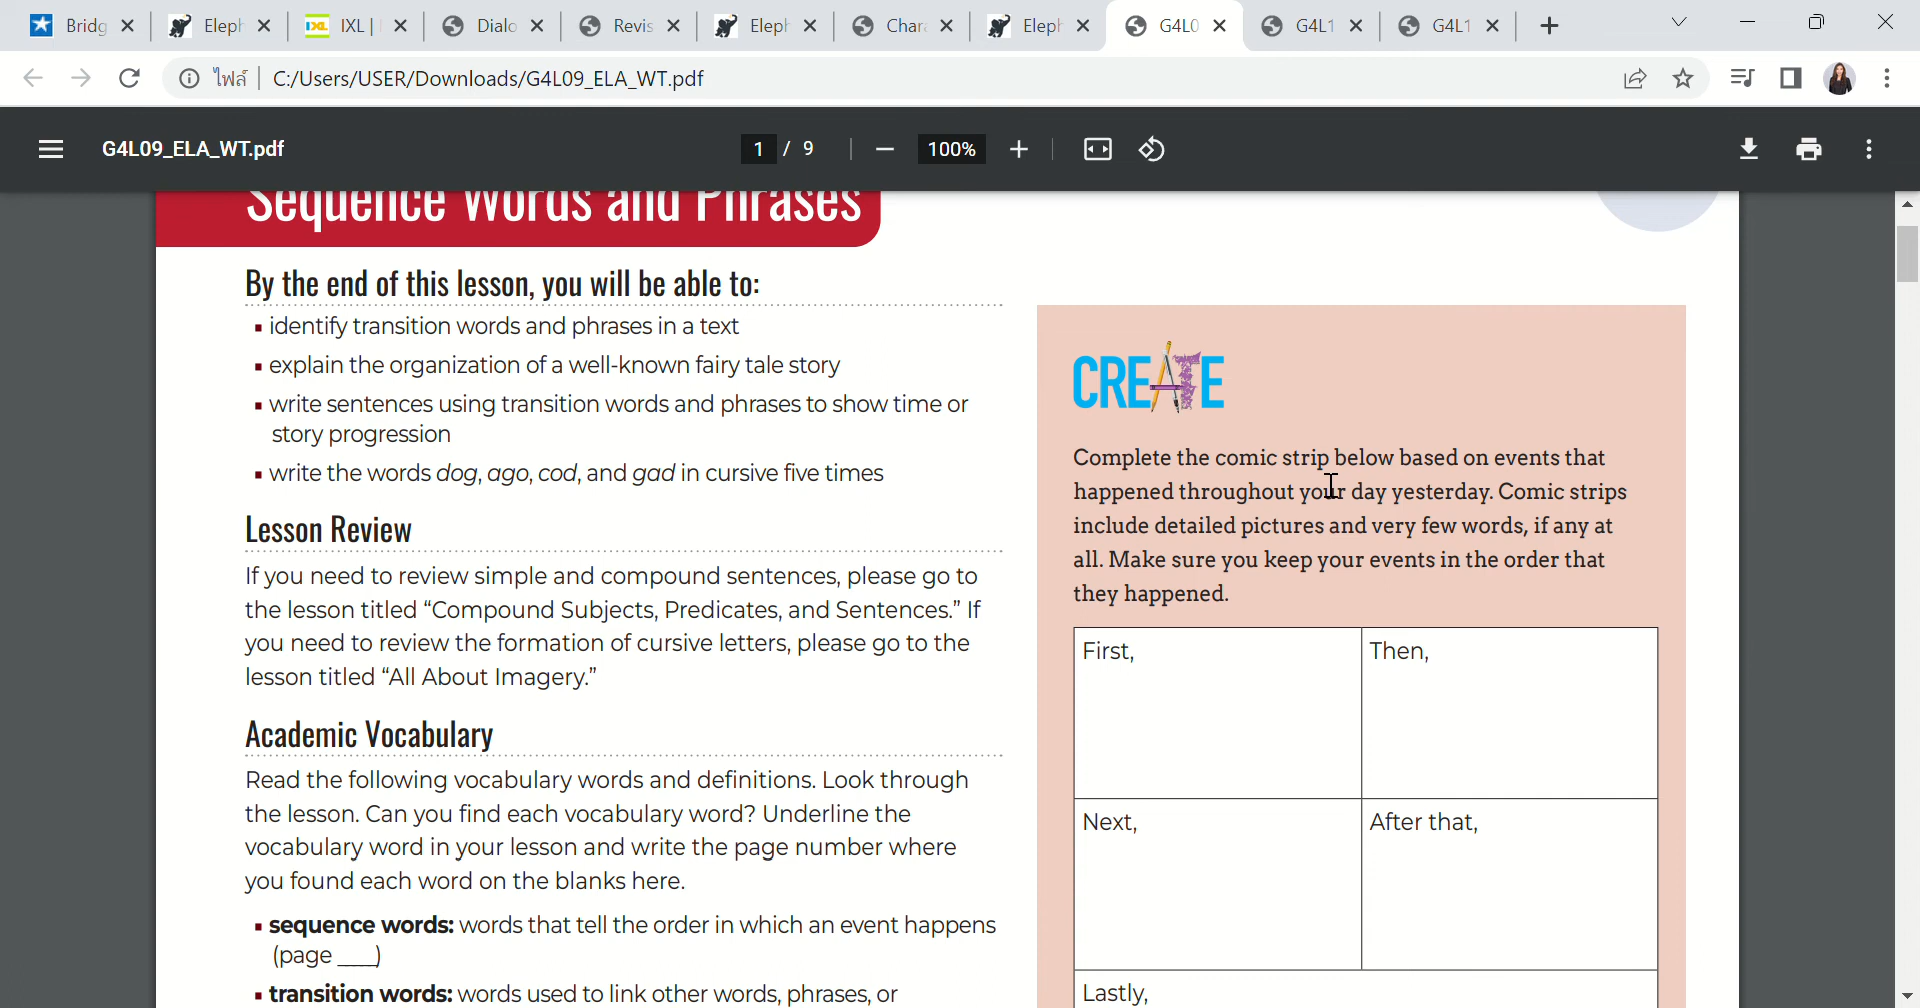 Bridg
Eleph
IXL |
Dialo
Revis
Eleph
Chara
Eleph
G4L0
G4L1
G4L1
ไฟล์
C:/Users/USER/Downloads/G4L09_ELA_WT.pdf
G4L09_ELA_WT.pdf
1 / 9
100%
Sequence Words and Phrases
By the end of this lesson, you will be able to:
▪ identify transition words and phrases in a text
▪ explain the organization of a well-known fairy tale story
▪ write sentences using transition words and phrases to show time or
story progression
▪ write the words dog, ago, cod, and gad in cursive five times
Lesson Review
If you need to review simple and compound sentences, please go to
the lesson titled “Compound Subjects, Predicates, and Sentences.” If
you need to review the formation of cursive letters, please go to the
lesson titled “All About Imagery.”
Academic Vocabulary
Read the following vocabulary words and definitions. Look through
the lesson. Can you find each vocabulary word? Underline the
vocabulary word in your lesson and write the page number where
you found each word on the blanks here.
▪ sequence words: words that tell the order in which an event happens
(page ____)
▪ transition words: words used to link other words, phrases, or
CREATE
Complete the comic strip below based on events that
happened throughout your day yesterday. Comic strips
include detailed pictures and very few words, if any at
all. Make sure you keep your events in the order that
they happened.
First,
Then,
Next,
After that,
Lastly,